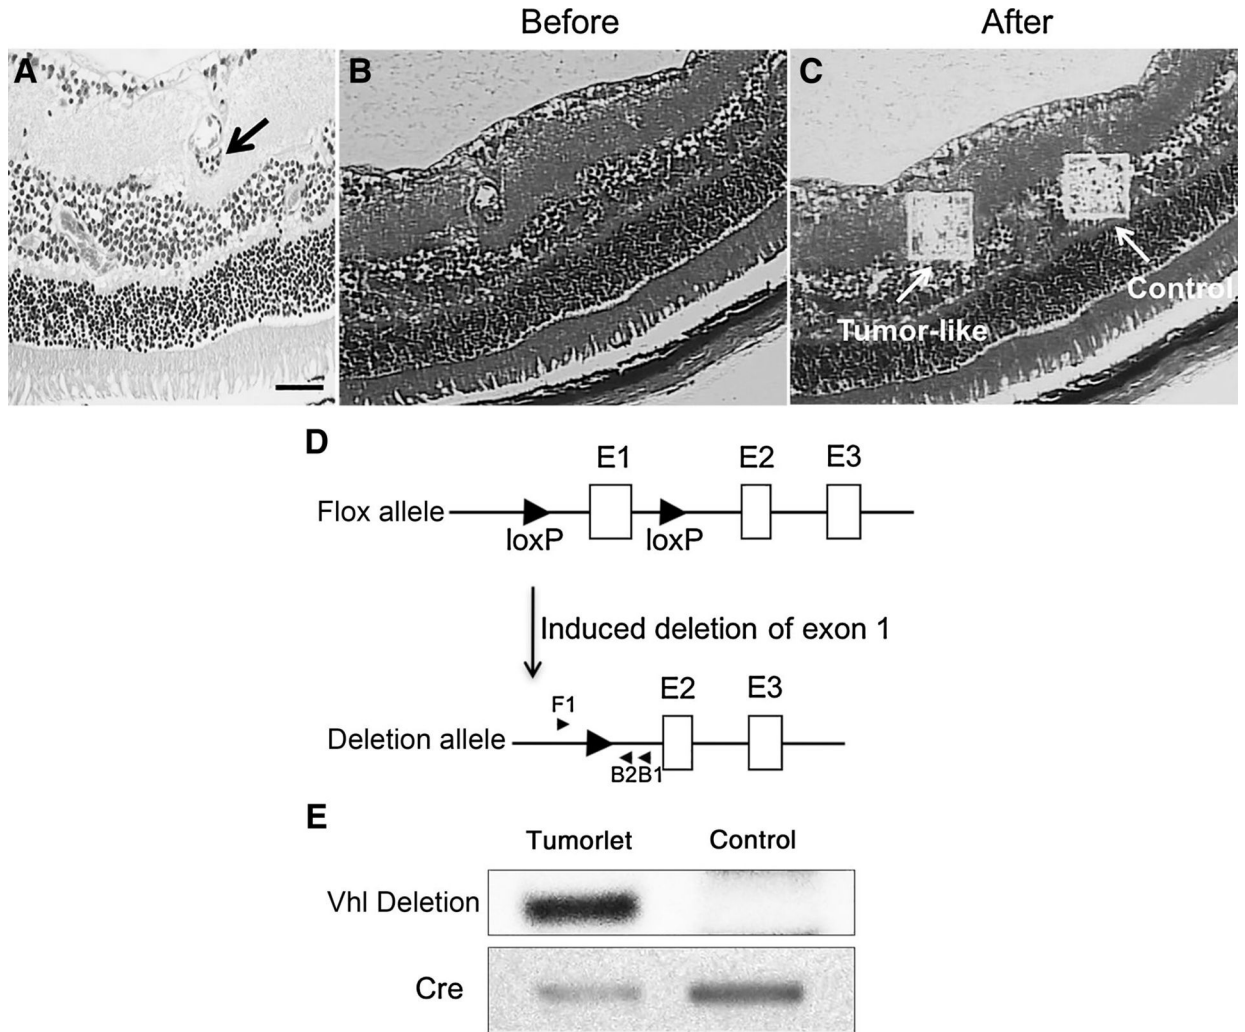 Before After
A B C
Tumor-like
Control
D
E1 E2 E3
Flox allele
loxP loxP
Induced deletion of exon 1
F1
E2 E3
Deletion allele
B2B1
E
Tumorlet Control
Vhl Deletion
Cre